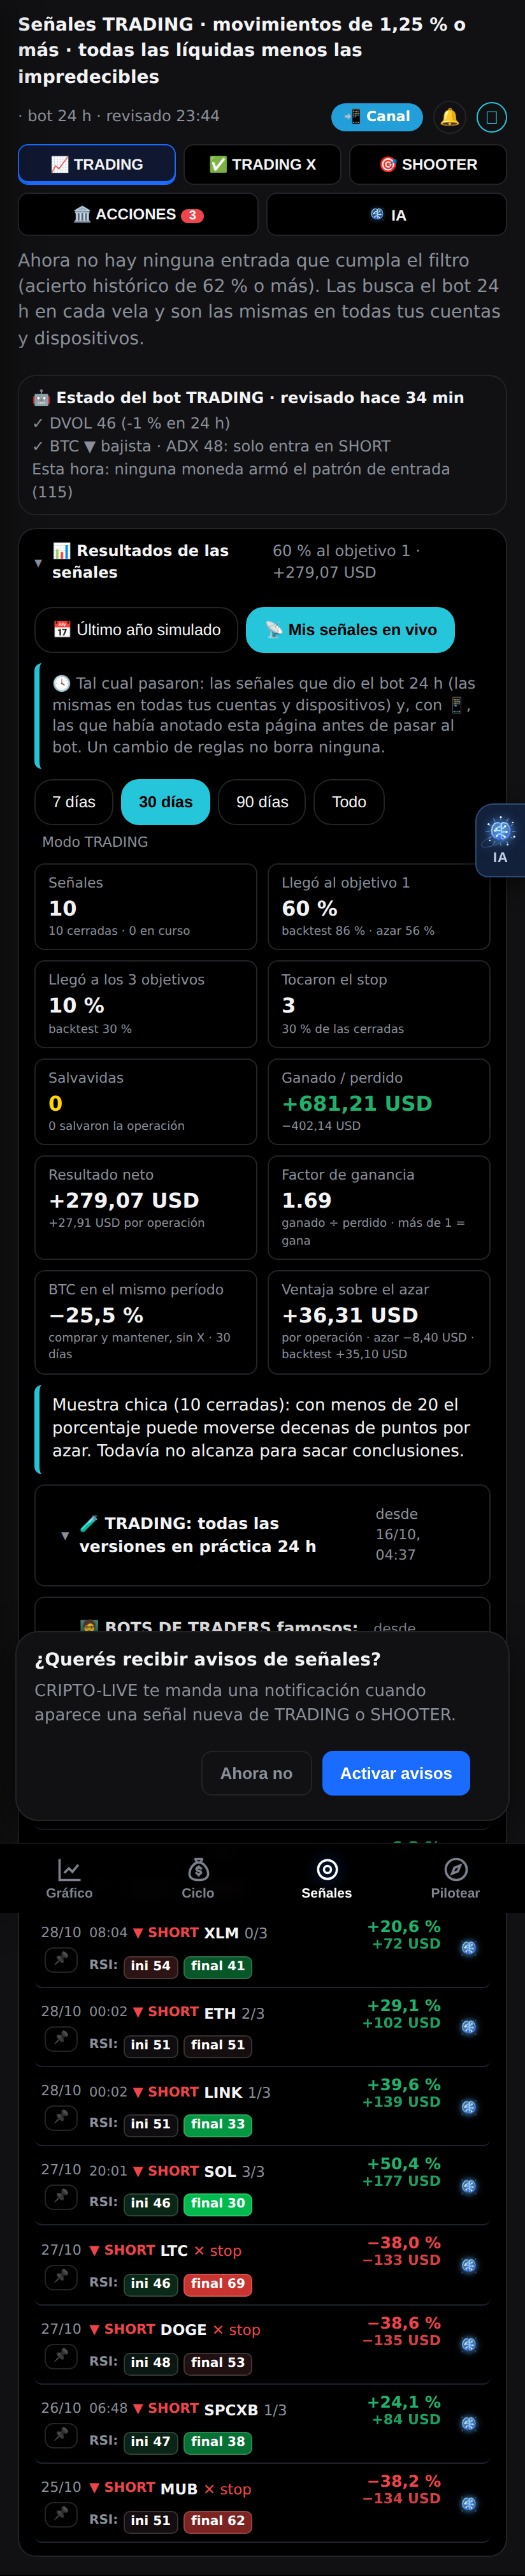 Señales TRADING · movimientos de 1,25 % o
más · todas las líquidas menos las
impredecibles
· bot 24 h · revisado 23:44
📲 Canal
🔔
📈 TRADING
✅ TRADING X
🎯 SHOOTER
🏛️ ACCIONES 3
IA
Ahora no hay ninguna entrada que cumpla el filtro
(acierto histórico de 62 % o más). Las busca el bot 24
h en cada vela y son las mismas en todas tus cuentas
y dispositivos.
🤖 Estado del bot TRADING · revisado hace 34 min
✓ DVOL 46 (-1 % en 24 h)
✓ BTC ▼ bajista · ADX 48: solo entra en SHORT
Esta hora: ninguna moneda armó el patrón de entrada
(115)
▼ 📊 Resultados de las
señales
60 % al objetivo 1 ·
+279,07 USD
📅 Último año simulado
📡 Mis señales en vivo
🕓 Tal cual pasaron: las señales que dio el bot 24 h (las
mismas en todas tus cuentas y dispositivos) y, con 📱,
las que había anotado esta página antes de pasar al
bot. Un cambio de reglas no borra ninguna.
7 días
30 días
90 días
Todo
IA
Modo TRADING
Señales
10
10 cerradas · 0 en curso
Llegó al objetivo 1
60 %
backtest 86 % · azar 56 %
Llegó a los 3 objetivos
10 %
backtest 30 %
Tocaron el stop
3
30 % de las cerradas
Salvavidas
0
0 salvaron la operación
Ganado / perdido
+681,21 USD
−402,14 USD
Resultado neto
+279,07 USD
+27,91 USD por operación
Factor de ganancia
1.69
ganado ÷ perdido · más de 1 =
gana
BTC en el mismo período
−25,5 %
comprar y mantener, sin X · 30
días
Ventaja sobre el azar
+36,31 USD
por operación · azar −8,40 USD ·
backtest +35,10 USD
Muestra chica (10 cerradas): con menos de 20 el
porcentaje puede moverse decenas de puntos por
azar. Todavía no alcanza para sacar conclusiones.
▼ 🧪 TRADING: todas las
versiones en práctica 24 h
desde
16/10,
04:37
BOTS DE TRADERS famosos:
desde
¿Querés recibir avisos de señales?
CRIPTO-LIVE te manda una notificación cuando
aparece una señal nueva de TRADING o SHOOTER.
Ahora no
Activar avisos
Gráfico
Ciclo
Señales
Pilotear
28/10 08:04 ▼ SHORT XLM 0/3
+20,6 %
+72 USD
RSI: ini 54 final 41
28/10 00:02 ▼ SHORT ETH 2/3
+29,1 %
+102 USD
RSI: ini 51 final 51
28/10 00:02 ▼ SHORT LINK 1/3
+39,6 %
+139 USD
RSI: ini 51 final 33
27/10 20:01 ▼ SHORT SOL 3/3
+50,4 %
+177 USD
RSI: ini 46 final 30
27/10 ▼ SHORT LTC ✕ stop
−38,0 %
−133 USD
RSI: ini 46 final 69
27/10 ▼ SHORT DOGE ✕ stop
−38,6 %
−135 USD
RSI: ini 48 final 53
26/10 06:48 ▼ SHORT SPCXB 1/3
+24,1 %
+84 USD
RSI: ini 47 final 38
25/10 ▼ SHORT MUB ✕ stop
−38,2 %
−134 USD
RSI: ini 51 final 62